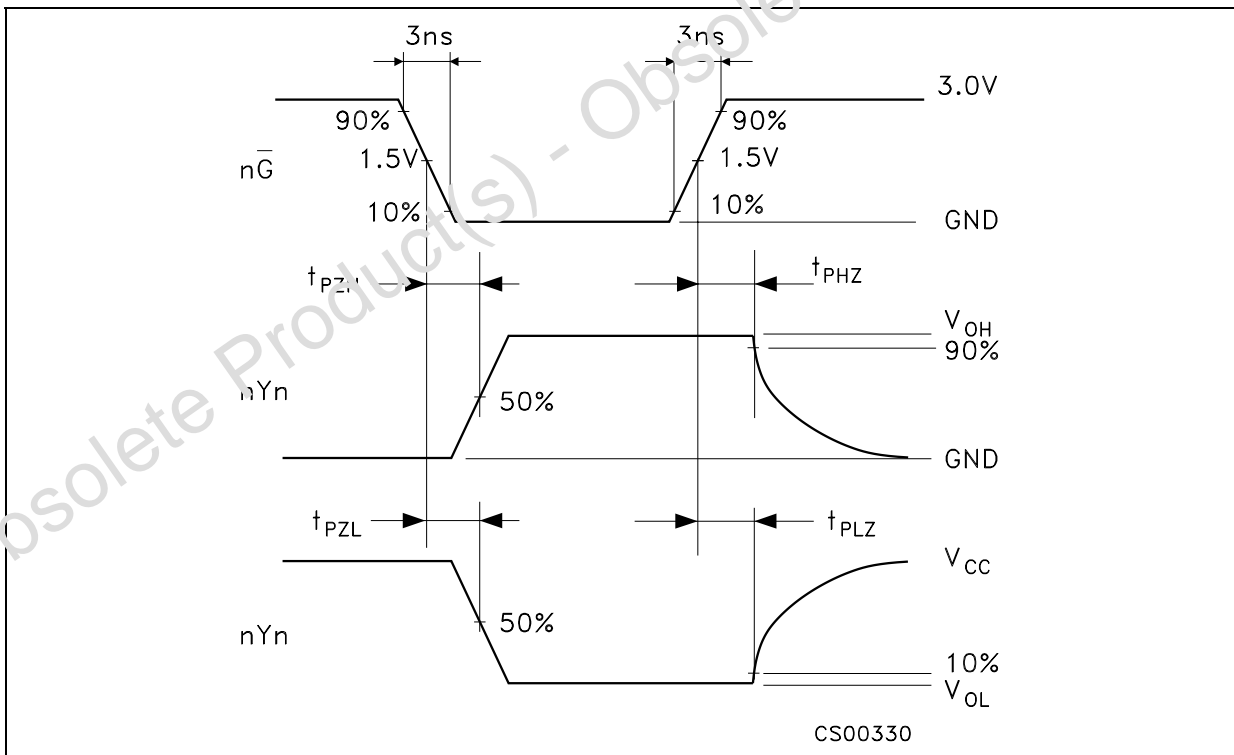 3ns
3ns
3.0V
90%
90%
1.5V
1.5V
nG̅
10%
10%
GND
tPHZ
VOH
90%
nYn
50%
GND
tPZL
tPLZ
VCC
nYn
50%
10%
VOL
CS00330
Obsolete Product(s) - Obsolete